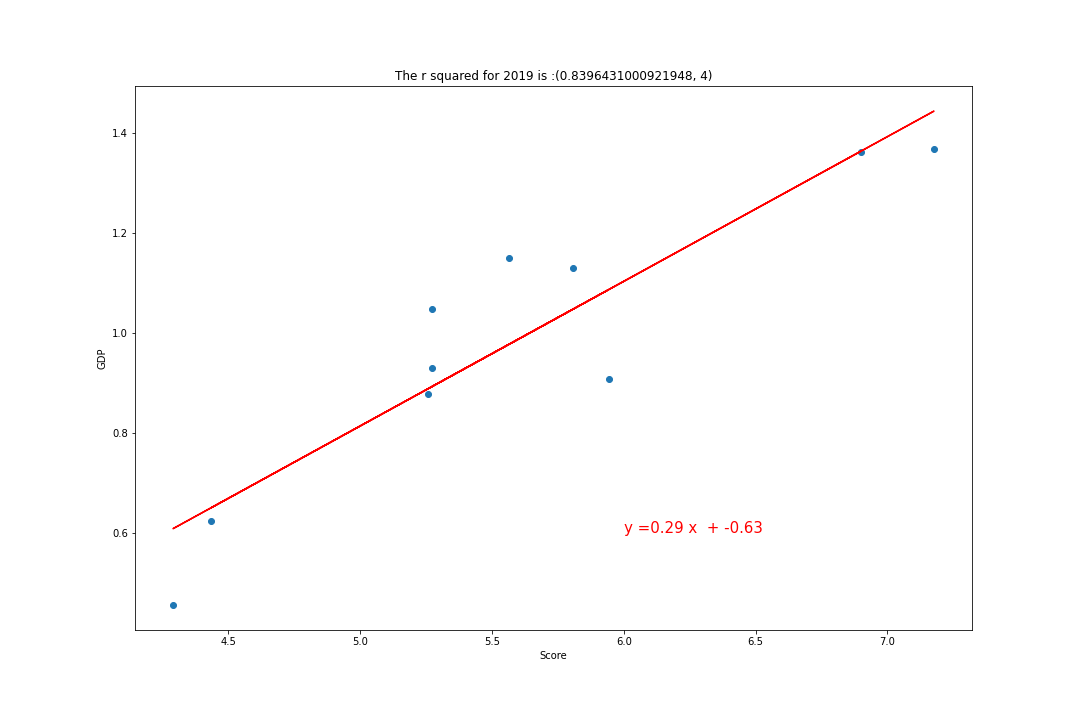 The r squared for 2019 is :(0.8396431000921948, 4)
1.4
1.2
1.0
GDP
0.8
0.6
y =0.29 x  + -0.63
4.5 5.0 5.5 6.0 6.5 7.0
Score